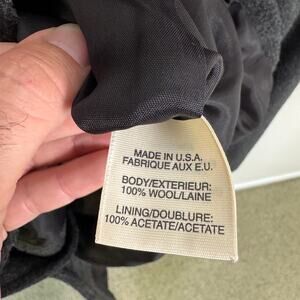 MADE IN U.S.A.
FABRIQUE AUX E.U.
BODY/EXTERIEUR:
100% WOOL/LAINE
LINING/DOUBLURE:
100% ACETATE/ACETATE